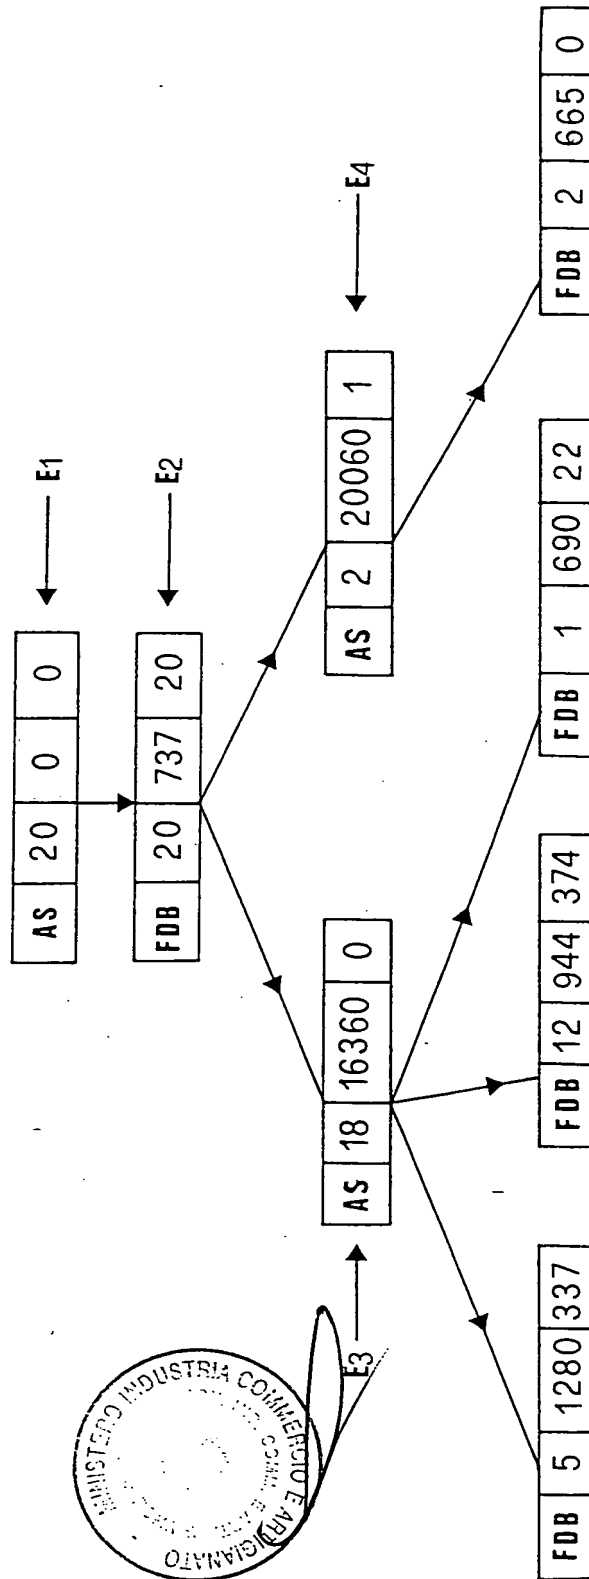 AS 20 0 0
E1
FDB 20 737 20
E2
E3
AS 18 16360 0
AS 2 20060 1
E4
FDB 5 1280 337
FDB 12 944 374
FDB 1 690 22
FDB 2 665 0
MINISTERO INDUSTRIA COMMERCIO E ARTIGIANATO